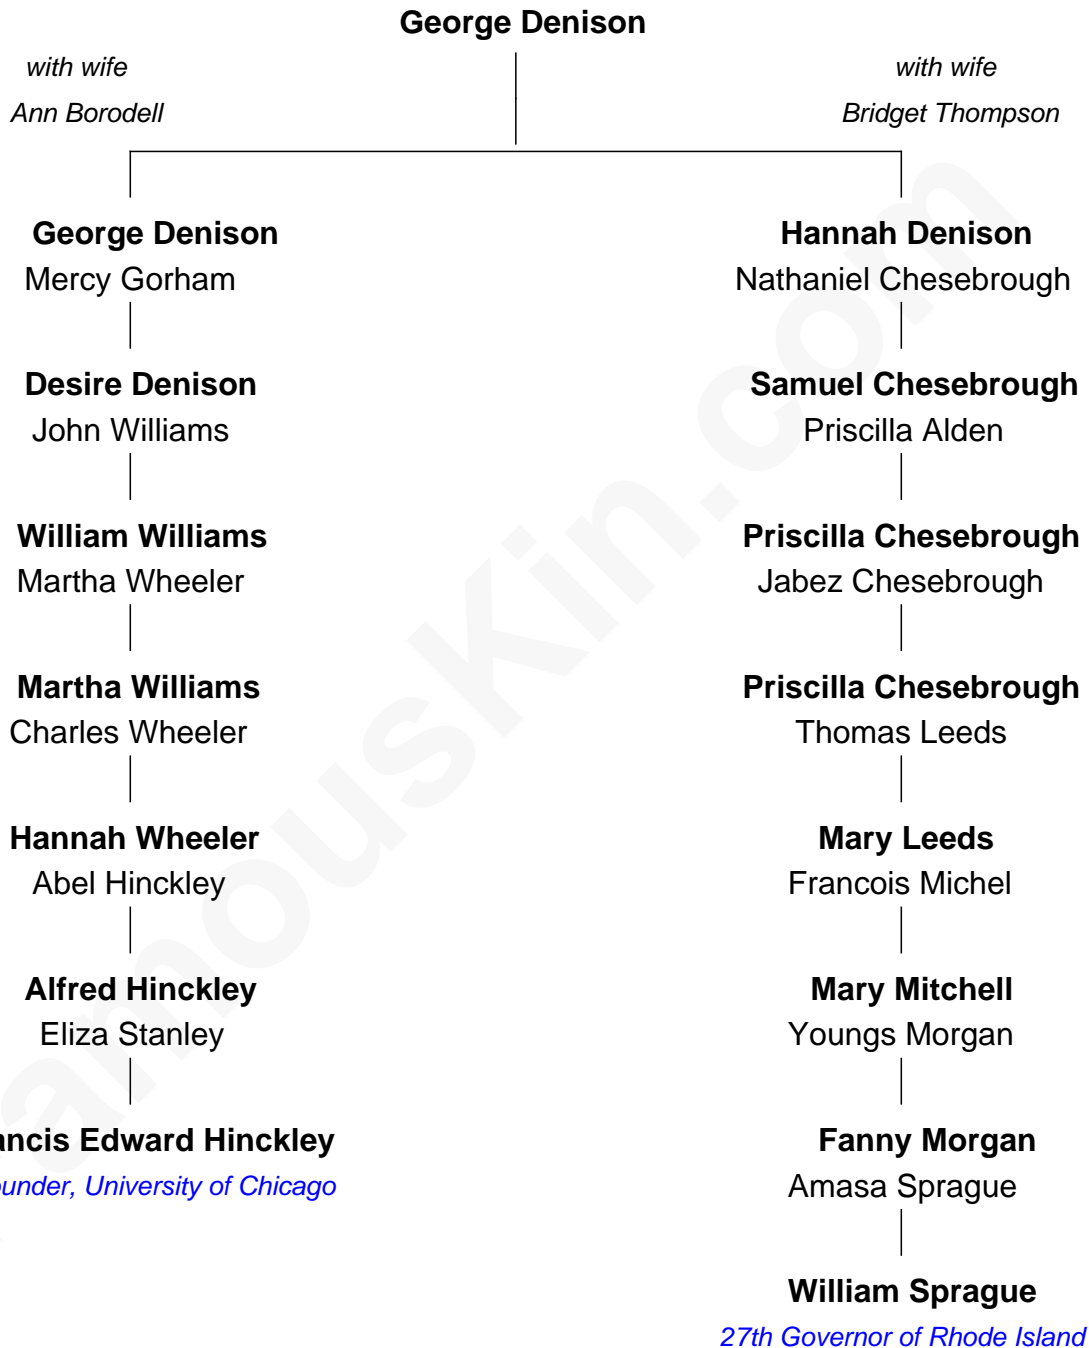 George Denison
with wife
Ann Borodell
with wife
Bridget Thompson
George Denison
Mercy Gorham
Hannah Denison
Nathaniel Chesebrough
Desire Denison
John Williams
Samuel Chesebrough
Priscilla Alden
William Williams
Martha Wheeler
Priscilla Chesebrough
Jabez Chesebrough
Martha Williams
Charles Wheeler
Priscilla Chesebrough
Thomas Leeds
Hannah Wheeler
Abel Hinckley
Mary Leeds
Francois Michel
Alfred Hinckley
Eliza Stanley
Mary Mitchell
Youngs Morgan
ancis Edward Hinckley
ounder, University of Chicago
Fanny Morgan
Amasa Sprague
William Sprague
27th Governor of Rhode Island
amouskin.com